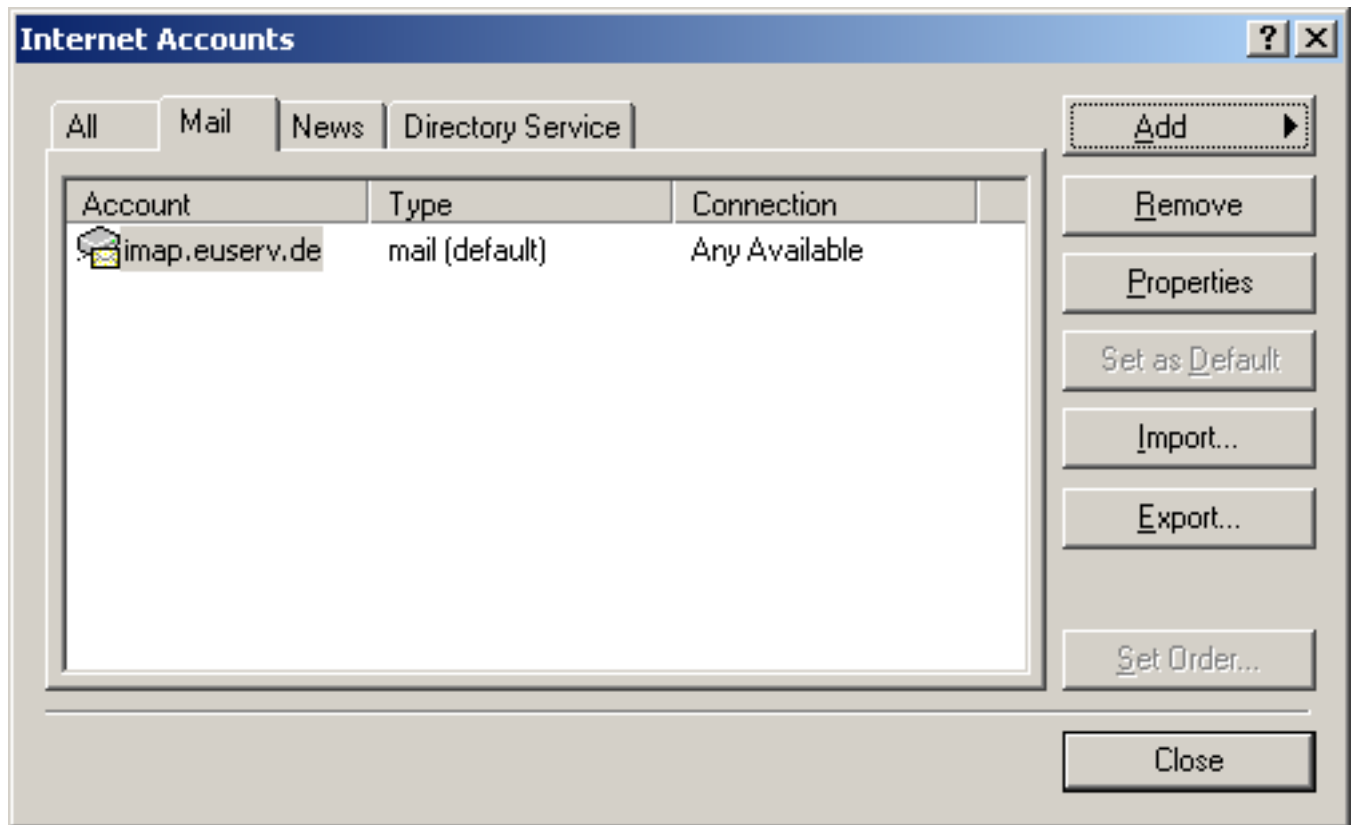 Internet Accounts
All Mail News Directory Service
Add
Account Type Connection
Remove
imap.euserv.de mail (default) Any Available
Properties
Set as Default
Import...
Export...
Set Order...
Close